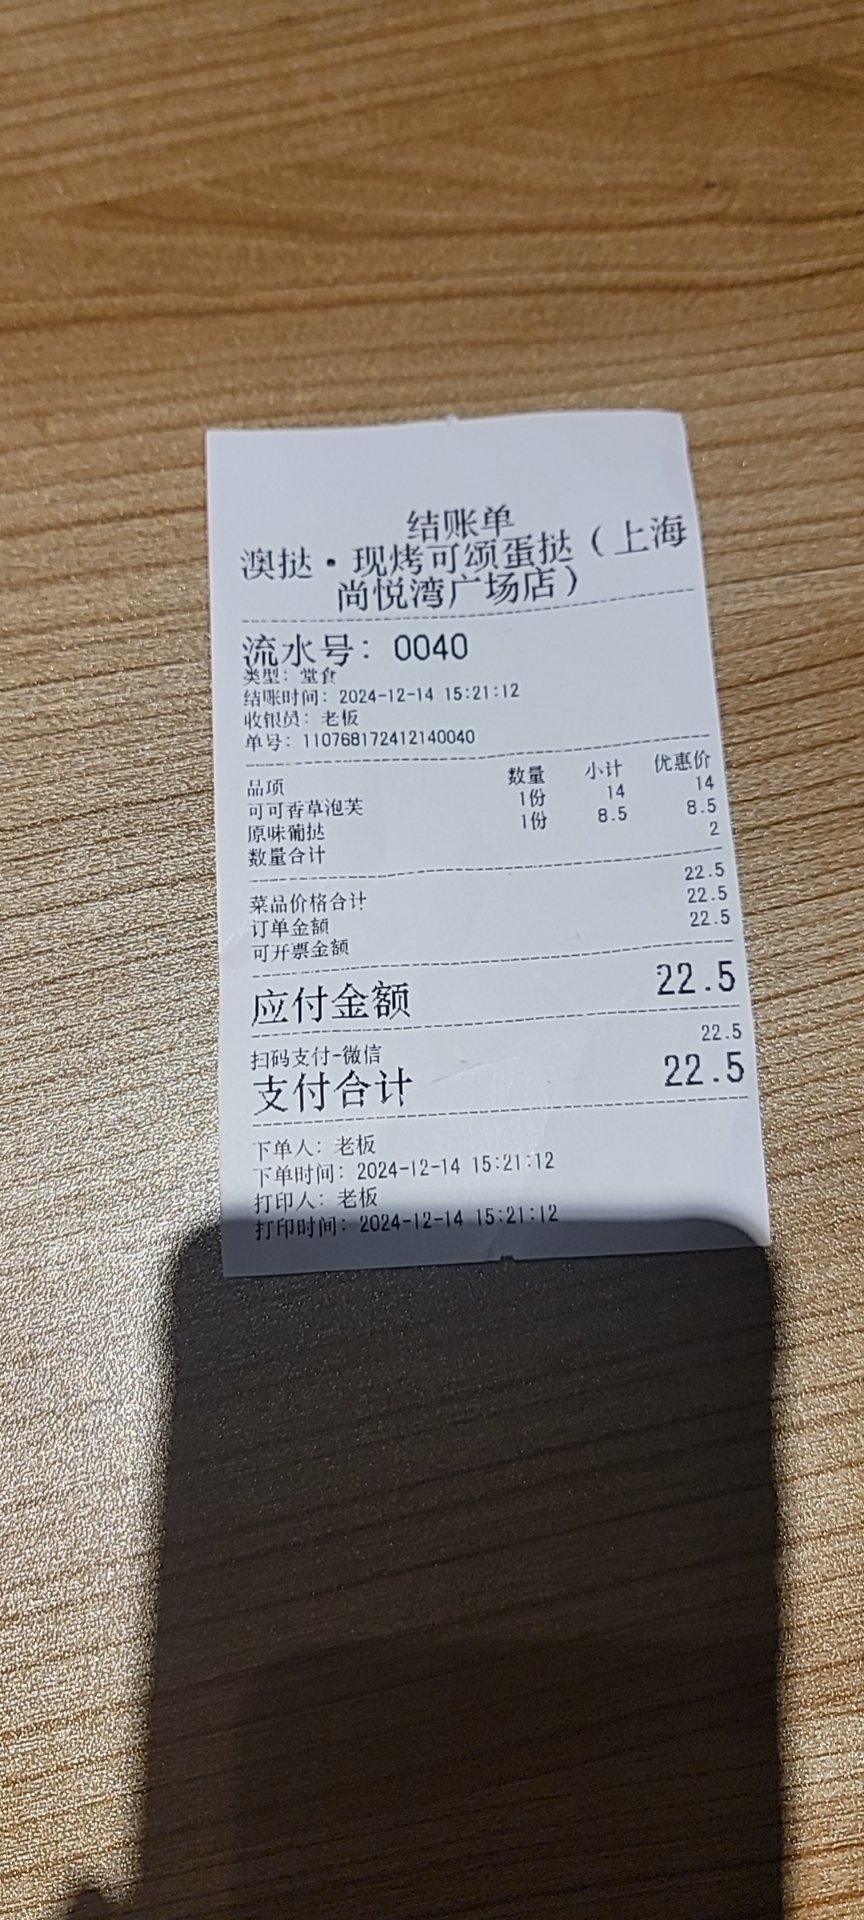 结账单
澳挞·现烤可颂蛋挞（上海
尚悦湾广场店）
流水号：0040
类型：堂食
结账时间：2024-12-14 15:21:12
收银员：老板
单号：110768172412140040
品项 数量 小计 优惠价
可可香草泡芙 1份 14 14
原味葡挞 1份 8.5 8.5
数量合计 2
菜品价格合计 22.5
订单金额 22.5
可开票金额 22.5
应付金额 22.5
扫码支付-微信 22.5
支付合计 22.5
下单人：老板
下单时间：2024-12-14 15:21:12
打印人：老板
打印时间：2024-12-14 15:21:12